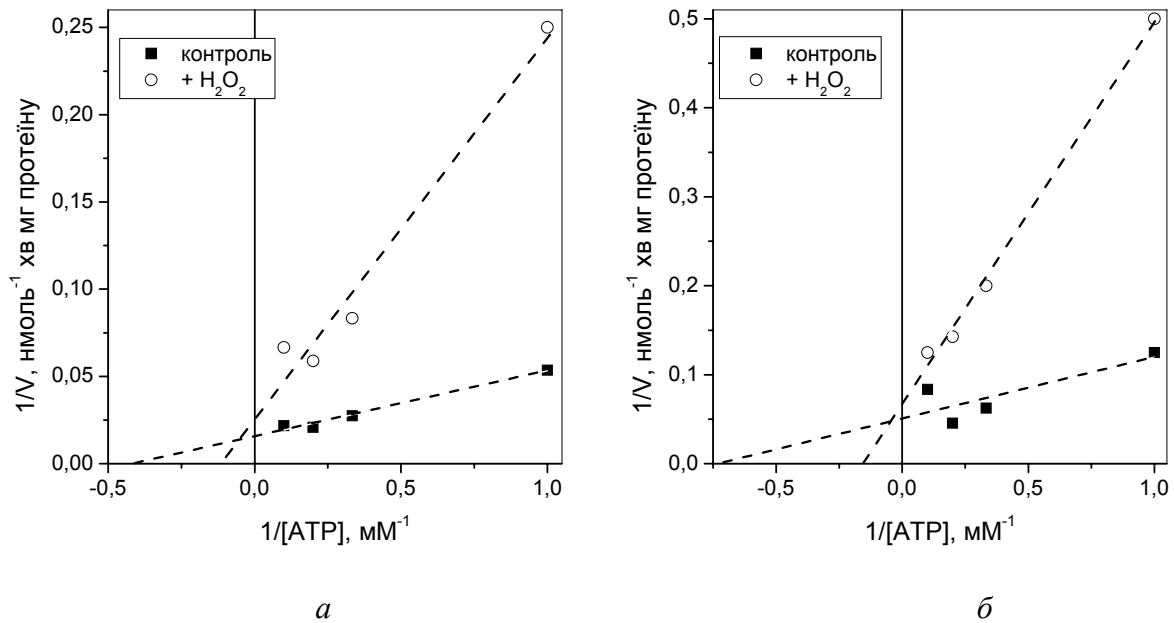 0,25
0,20
0,15
0,10
0,05
0,00
1/V, нмоль⁻¹ хв мг протеїну
контроль
+ H₂O₂
-0,5 0,0 0,5 1,0
1/[ATP], мМ⁻¹
а
0,5
0,4
0,3
0,2
0,1
0,0
1/V, нмоль⁻¹ хв мг протеїну
контроль
+ H₂O₂
-0,5 0,0 0,5 1,0
1/[ATP], мМ⁻¹
б